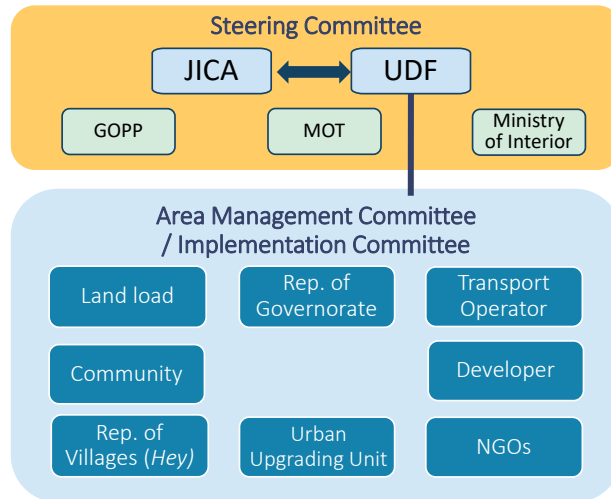 Steering Committee
JICA
UDF
GOPP
MOT
Ministry
of Interior
Area Management Committee
/ Implementation Committee
Land load
Rep. of
Governorate
Transport
Operator
Community
Developer
Rep. of
Villages (Hey)
Urban
Upgrading Unit
NGOs